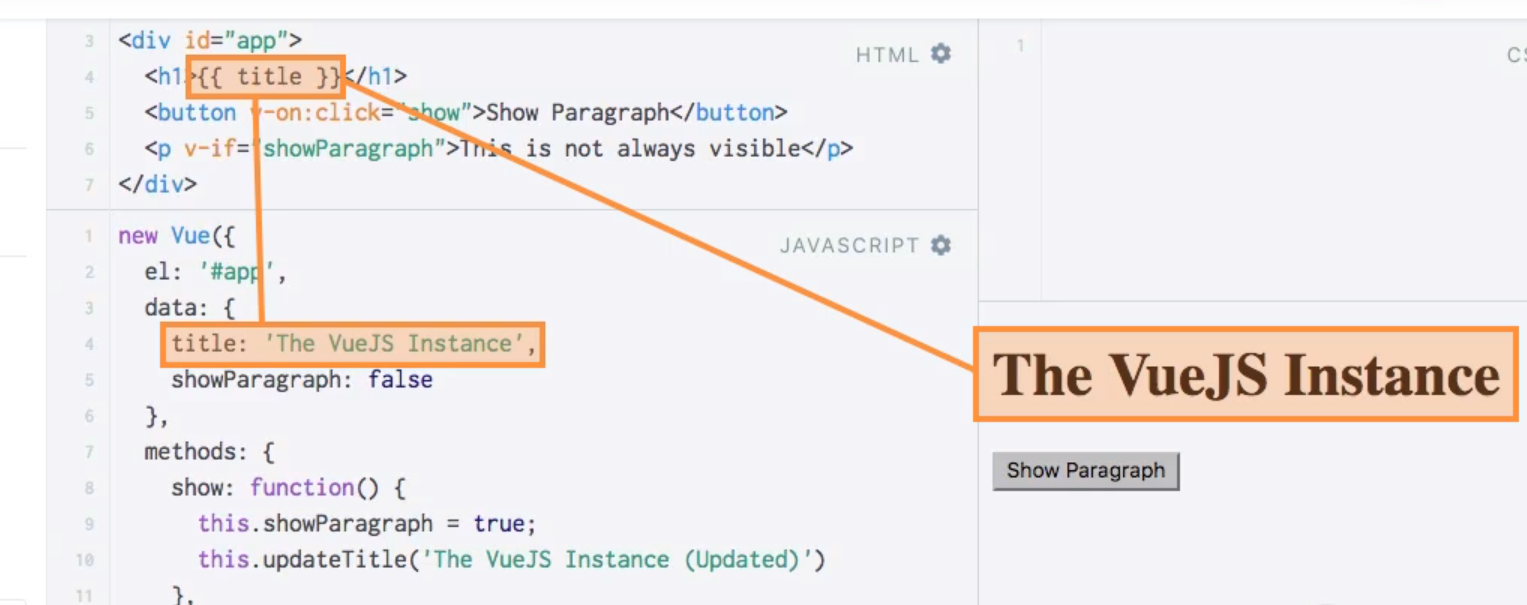 3 <div id="app">
4 <h1>{{ title }}</h1>
5 <button v-on:click="show">Show Paragraph</button>
6 <p v-if="showParagraph">This is not always visible</p>
7 </div>
HTML
1 new Vue({
2 el: '#app',
3 data: {
4 title: 'The VueJS Instance',
5 showParagraph: false
6 },
7 methods: {
8 show: function() {
9 this.showParagraph = true;
10 this.updateTitle('The VueJS Instance (Updated)')
11 },
JAVASCRIPT
1
CS
The VueJS Instance
Show Paragraph